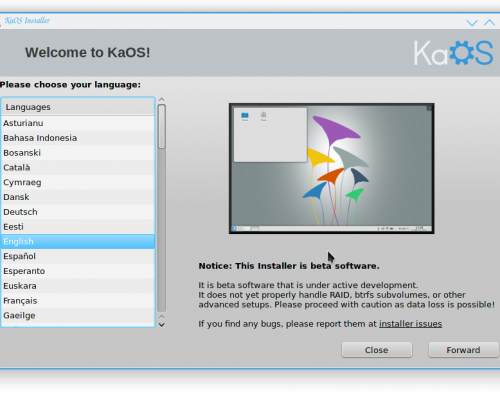 KaOS Installer
Welcome to KaOS!
KaOS
Please choose your language:
Languages
Asturianu
Bahasa Indonesia
Bosanski
Català
Cymraeg
Dansk
Deutsch
Eesti
English
Español
Esperanto
Euskara
Français
Gaeilge
Notice: This Installer is beta software.
It is beta software that is under active development.
It does not yet properly handle RAID, btrfs subvolumes, or other
advanced setups. Please proceed with caution as data loss is possible!
If you find any bugs, please report them at installer issues
Close
Forward